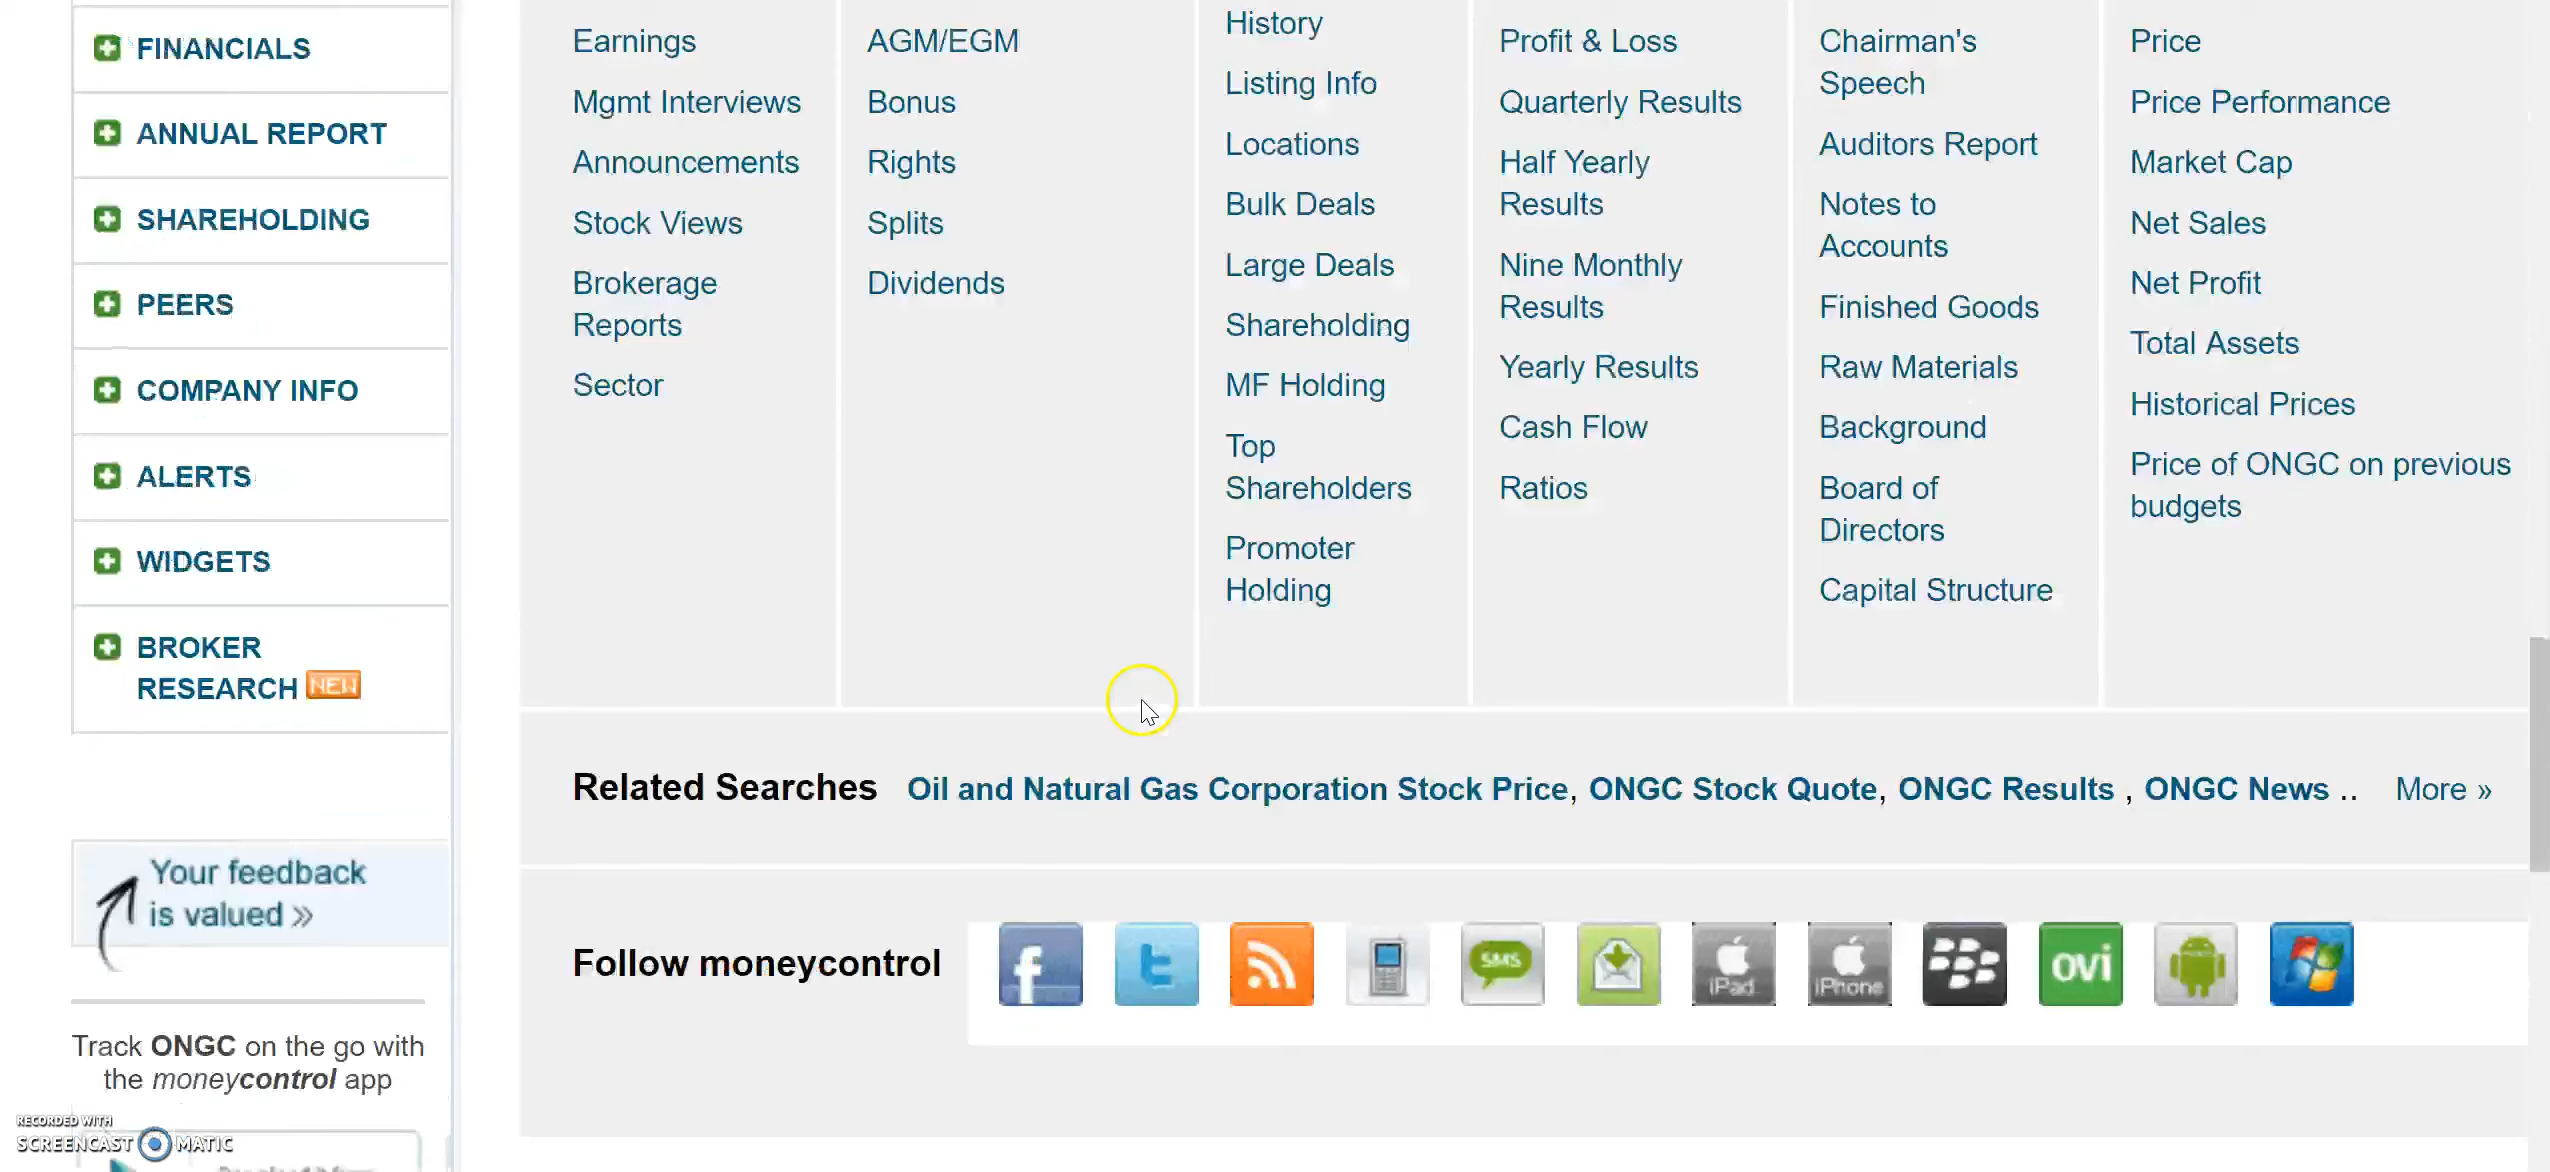 FINANCIALS
ANNUAL REPORT
SHAREHOLDING
PEERS
COMPANY INFO
ALERTS
WIDGETS
BROKER
RESEARCH NEW
Your feedback
is valued »
Track ONGC on the go with
the moneycontrol app
RECORDED WITH
SCREENCAST MATIC
Earnings
Mgmt Interviews
Announcements
Stock Views
Brokerage
Reports
Sector
AGM/EGM
Bonus
Rights
Splits
Dividends
History
Listing Info
Locations
Bulk Deals
Large Deals
Shareholding
MF Holding
Top
Shareholders
Promoter
Holding
Profit & Loss
Quarterly Results
Half Yearly
Results
Nine Monthly
Results
Yearly Results
Cash Flow
Ratios
Chairman's
Speech
Auditors Report
Notes to
Accounts
Finished Goods
Raw Materials
Background
Board of
Directors
Capital Structure
Price
Price Performance
Market Cap
Net Sales
Net Profit
Total Assets
Historical Prices
Price of ONGC on previous
budgets
Related Searches Oil and Natural Gas Corporation Stock Price, ONGC Stock Quote, ONGC Results , ONGC News .. More »
Follow moneycontrol f t SMS iPad iPhone ovi